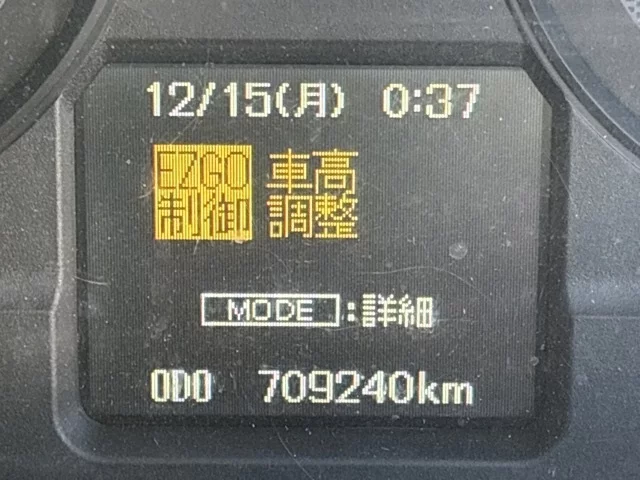 12/15(月) 0:37
EZGO 車高
制御 調整
MODE :詳細
ODO 709240km